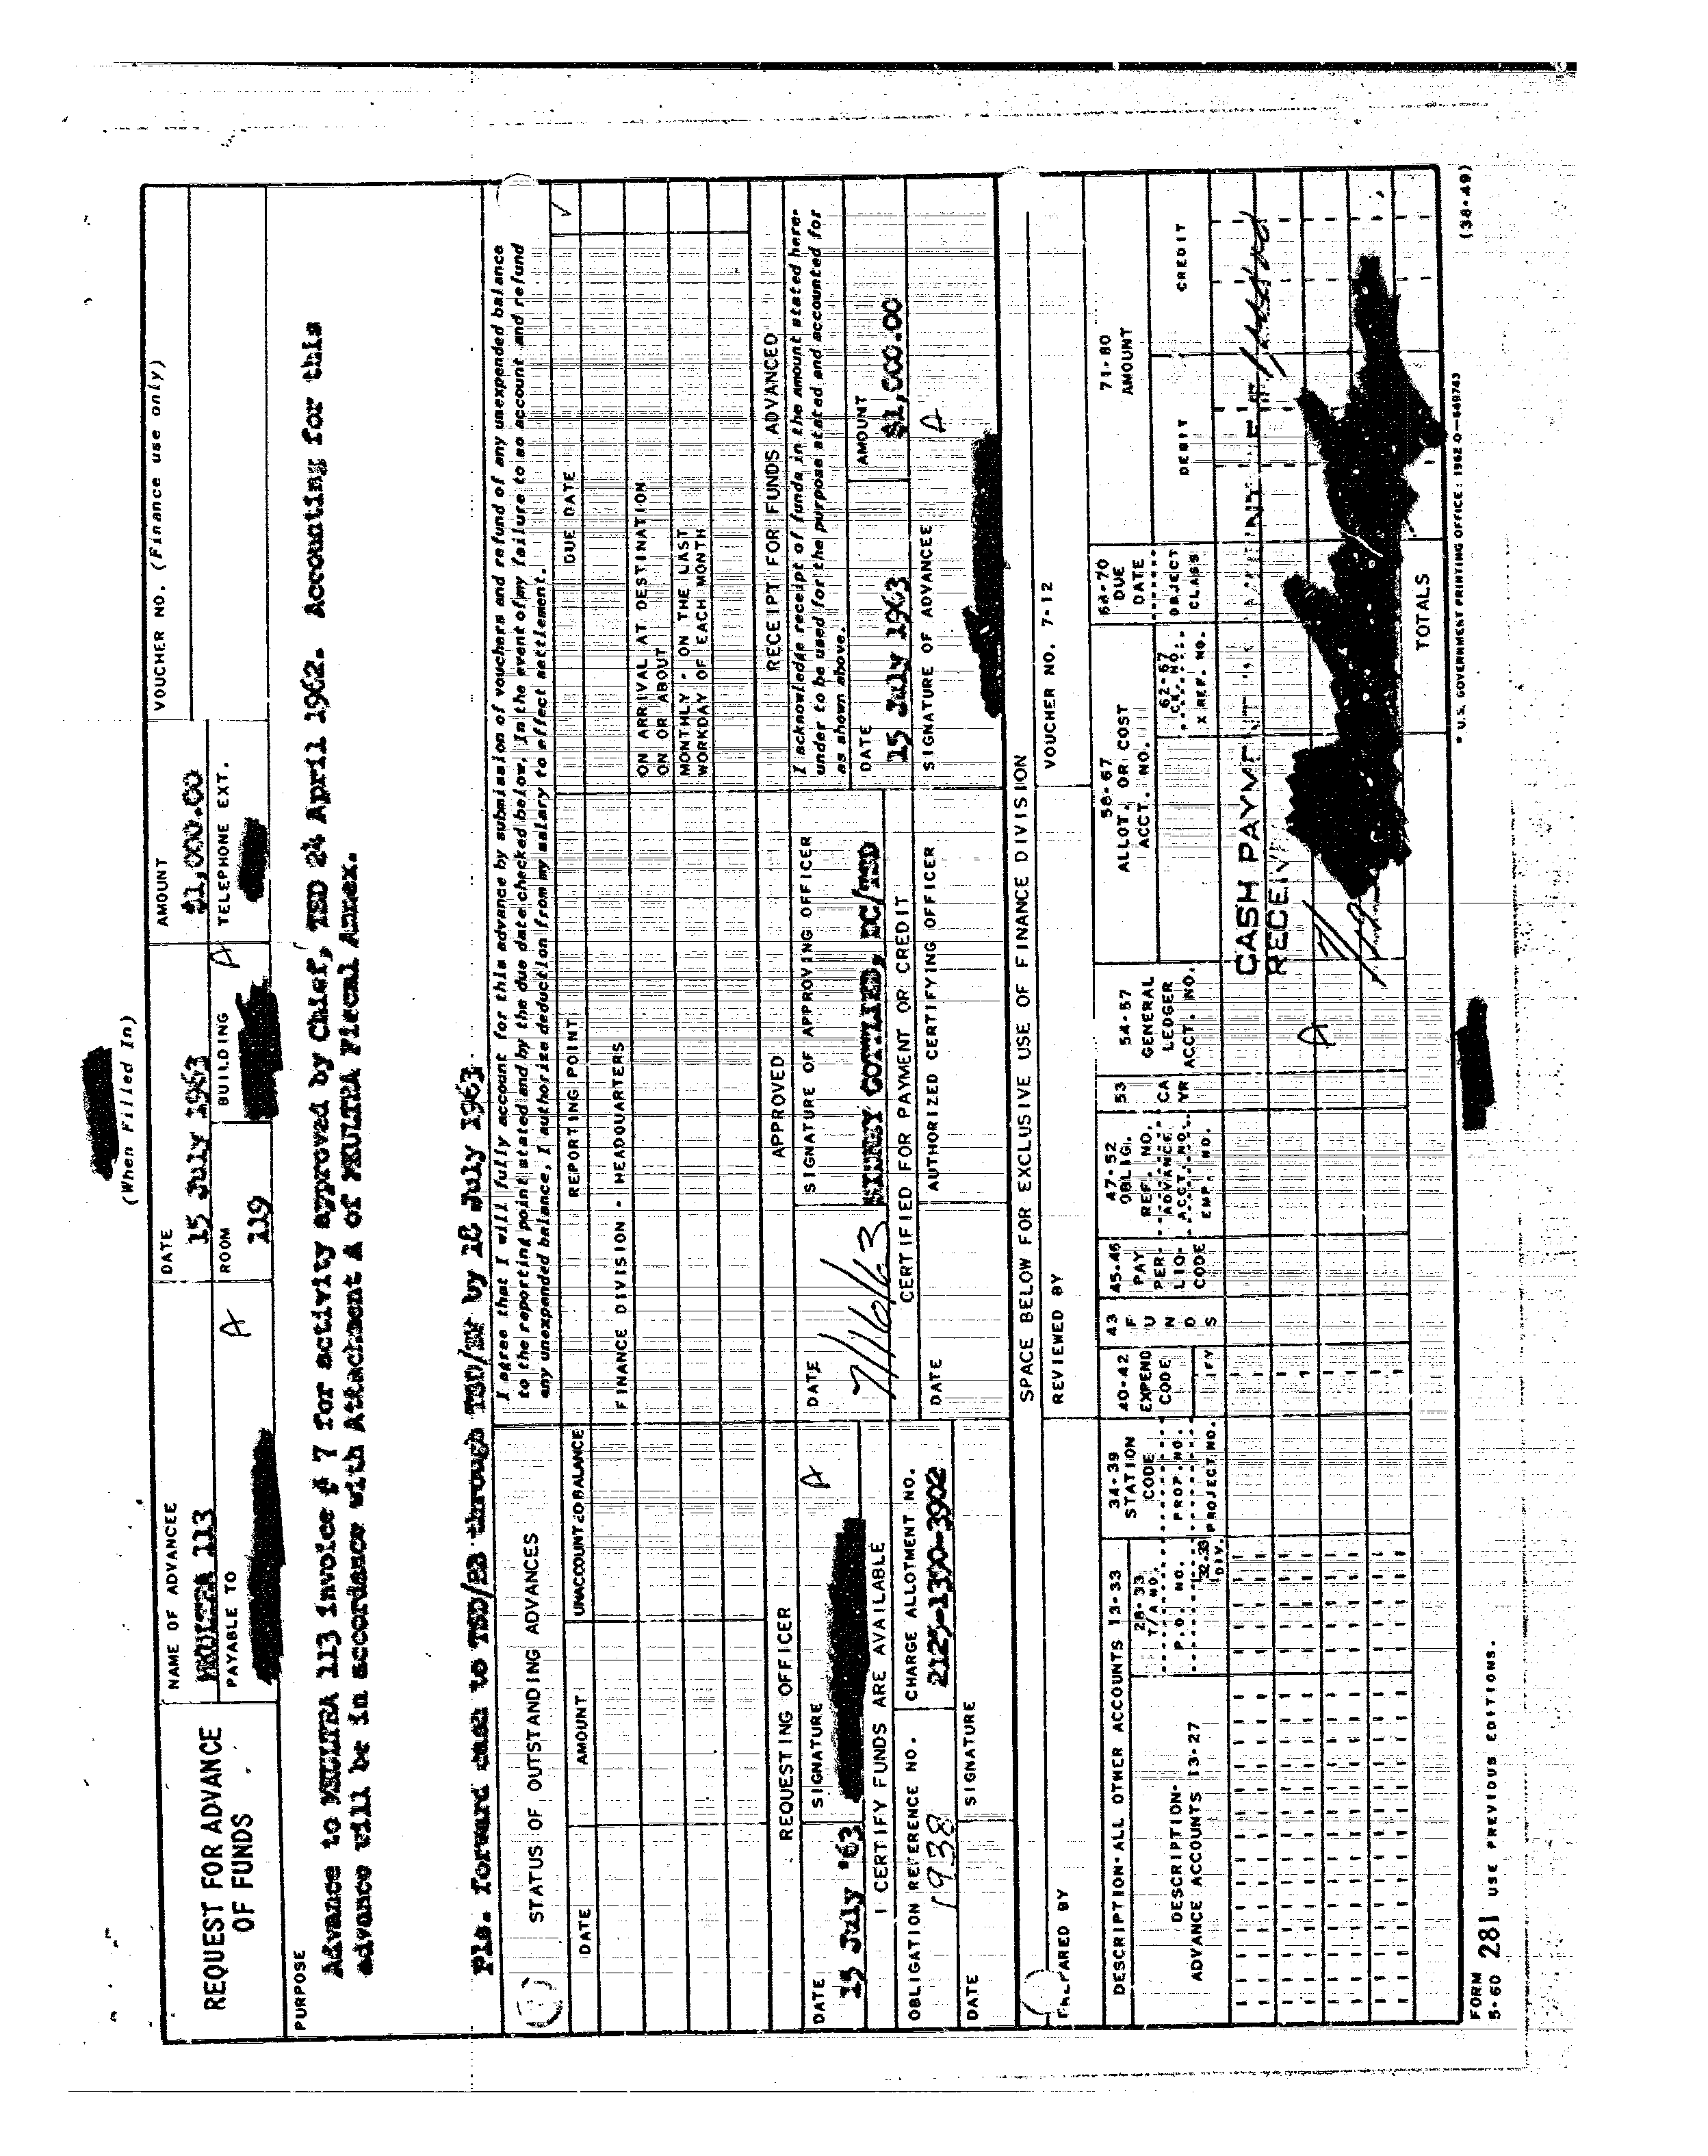 (When Filled In)
REQUEST FOR ADVANCE
OF FUNDS
NAME OF ADVANCEE
MKULTRA 113
DATE
15 July 1963
AMOUNT
$1,000.00
VOUCHER NO. (Finance use only)
PAYABLE TO
A
ROOM
119
BUILDING
A
TELEPHONE EXT.
PURPOSE
Advance to MKULTRA 113 Invoice # 7 for activity approved by Chief, TSD 24 April 1962. Accounting for this
advance will be in accordance with Attachment A of MKULTRA Fiscal Annex.
Pls. forward cash to TSD/BB through TSD/BF by 18 July 1963.
STATUS OF OUTSTANDING ADVANCES
I agree that I will fully account for this advance by submission of vouchers and refund of any unexpended balance
to the reporting point stated and by the due date checked below. In the event of my failure to so account and refund
any unexpended balance, I authorize deduction from my salary to effect settlement.
DATE
AMOUNT
UNACCOUNTED BALANCE
REPORTING POINT
DUE DATE
✓
FINANCE DIVISION - HEADQUARTERS
ON ARRIVAL AT DESTINATION
ON OR ABOUT
MONTHLY - ON THE LAST
WORKDAY OF EACH MONTH
REQUESTING OFFICER
APPROVED
RECEIPT FOR FUNDS ADVANCED
DATE
15 July '63
SIGNATURE
A
DATE
7/16/63
SIGNATURE OF APPROVING OFFICER
SIDNEY GOTTLIEB, DC/TSD
I acknowledge receipt of funds in the amount stated here-
under to be used for the purpose stated and accounted for
as shown above.
I CERTIFY FUNDS ARE AVAILABLE
DATE
15 July 1963
AMOUNT
$1,000.00
OBLIGATION REFERENCE NO.
1938
CHARGE ALLOTMENT NO.
2125-1390-3902
CERTIFIED FOR PAYMENT OR CREDIT
DATE
AUTHORIZED CERTIFYING OFFICER
SIGNATURE OF ADVANCEE
A
DATE
SIGNATURE
SPACE BELOW FOR EXCLUSIVE USE OF FINANCE DIVISION
PREPARED BY
REVIEWED BY
VOUCHER NO. 7-12
DESCRIPTION-ALL OTHER ACCOUNTS 13-33
DESCRIPTION-
ADVANCE ACCOUNTS 13-27
28-33
T/A NO.
P.O. NO.
32-33
DIV.
34-39
STATION
CODE
PROP. NO.
PROJECT NO.
40-42
EXPEND
CODE
FY
43
F
U
N
D
S
45-46
PAY
PER-
LIQ-
CODE
47-52
OBLIG.
REF. NO.
ADVANCE
ACCT. NO.
EMP. NO.
53
CA
YR
54-57
GENERAL
LEDGER
ACCT. NO.
58-67
ALLOT. OR COST
ACCT. NO.
62-67
CK. NO.
X REF. NO.
68-70
DUE
DATE
OBJECT
CLASS
71-80
AMOUNT
DEBIT
CREDIT
CASH PAYMENT
A
TOTALS
FORM
5-60 281 USE PREVIOUS EDITIONS.
* U.S. GOVERNMENT PRINTING OFFICE: 1962 O-649743
(38-49)